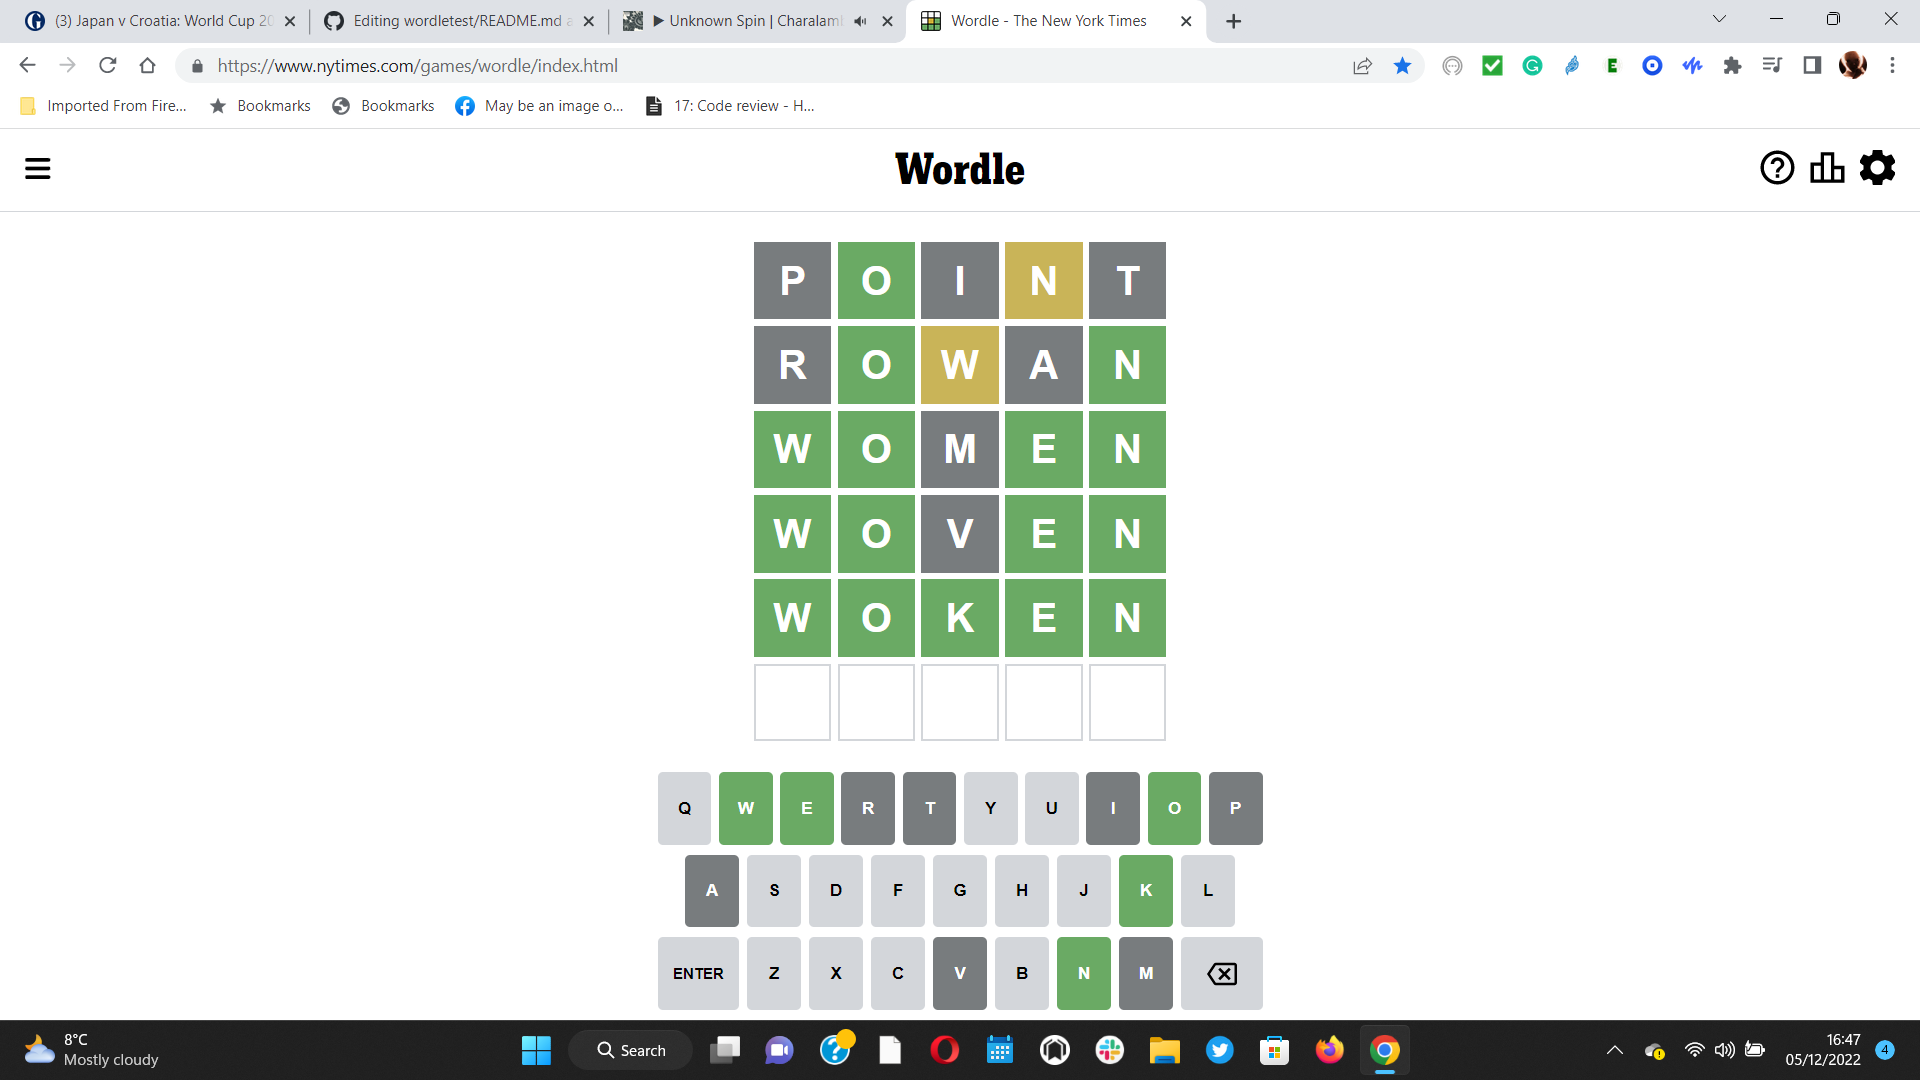 (3) Japan v Croatia: World Cup 20
Editing wordletest/README.md a
▶ Unknown Spin | Charalam
Wordle - The New York Times
https://www.nytimes.com/games/wordle/index.html
Imported From Fire...
Bookmarks
Bookmarks
May be an image o...
17: Code review - H...
Wordle
P O I N T
R O W A N
W O M E N
W O V E N
W O K E N
Q W E R T Y U I O P
A S D F G H J K L
ENTER Z X C V B N M
8°C
Mostly cloudy
Search
16:47
05/12/2022
4